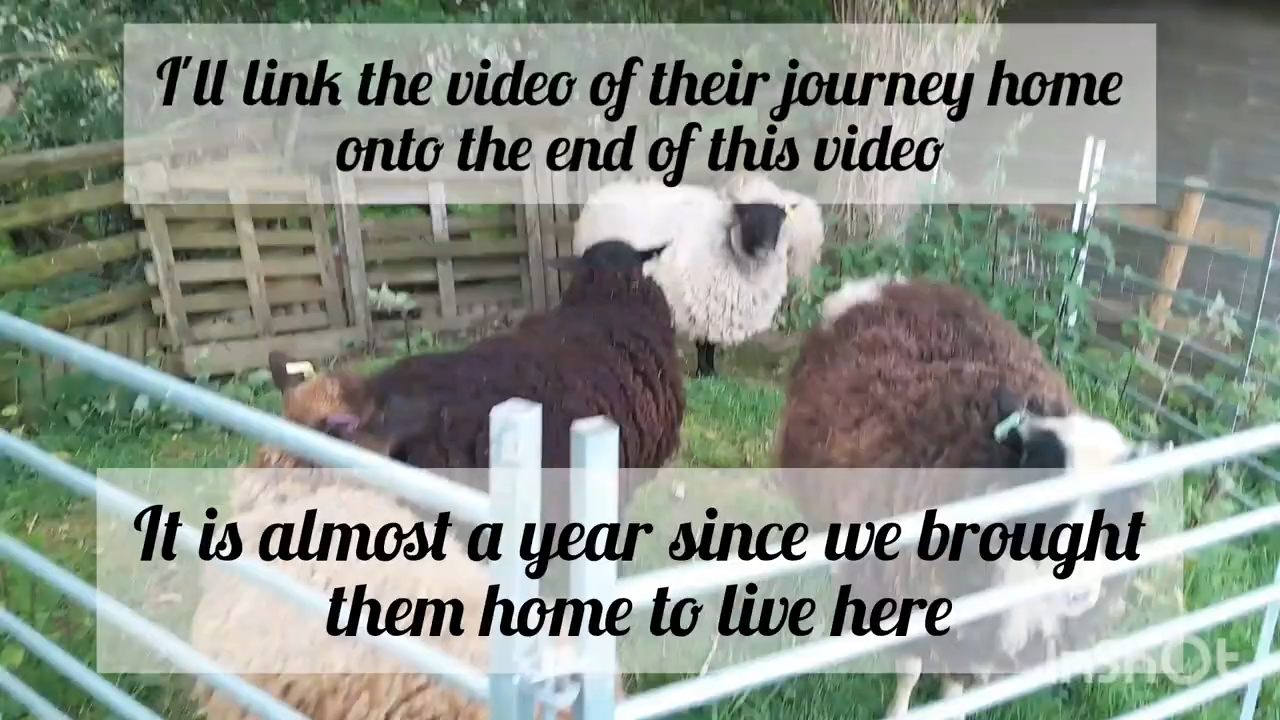 I'll link the video of their journey home
onto the end of this video
It is almost a year since we brought
them home to live here
InShOt